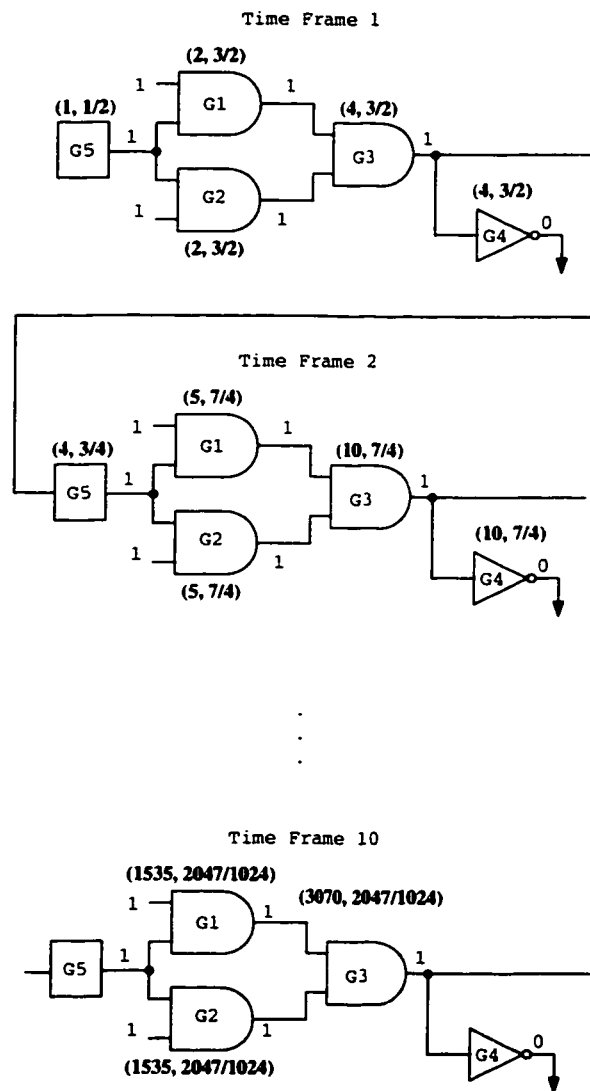 Time Frame 1
(2, 3/2)
1
1
G1
(4, 3/2)
(1, 1/2)
1
1
G5
G3
(4, 3/2)
G2
0
G4
1
1
(2, 3/2)
Time Frame 2
(5, 7/4)
1
1
G1
(4, 3/4)
(10, 7/4)
1
1
G5
G3
(10, 7/4)
G2
0
1
1
G4
(5, 7/4)
Time Frame 10
(1535, 2047/1024)
(3070, 2047/1024)
1
1
G1
1
1
G5
G3
G2
0
1
1
G4
(1535, 2047/1024)